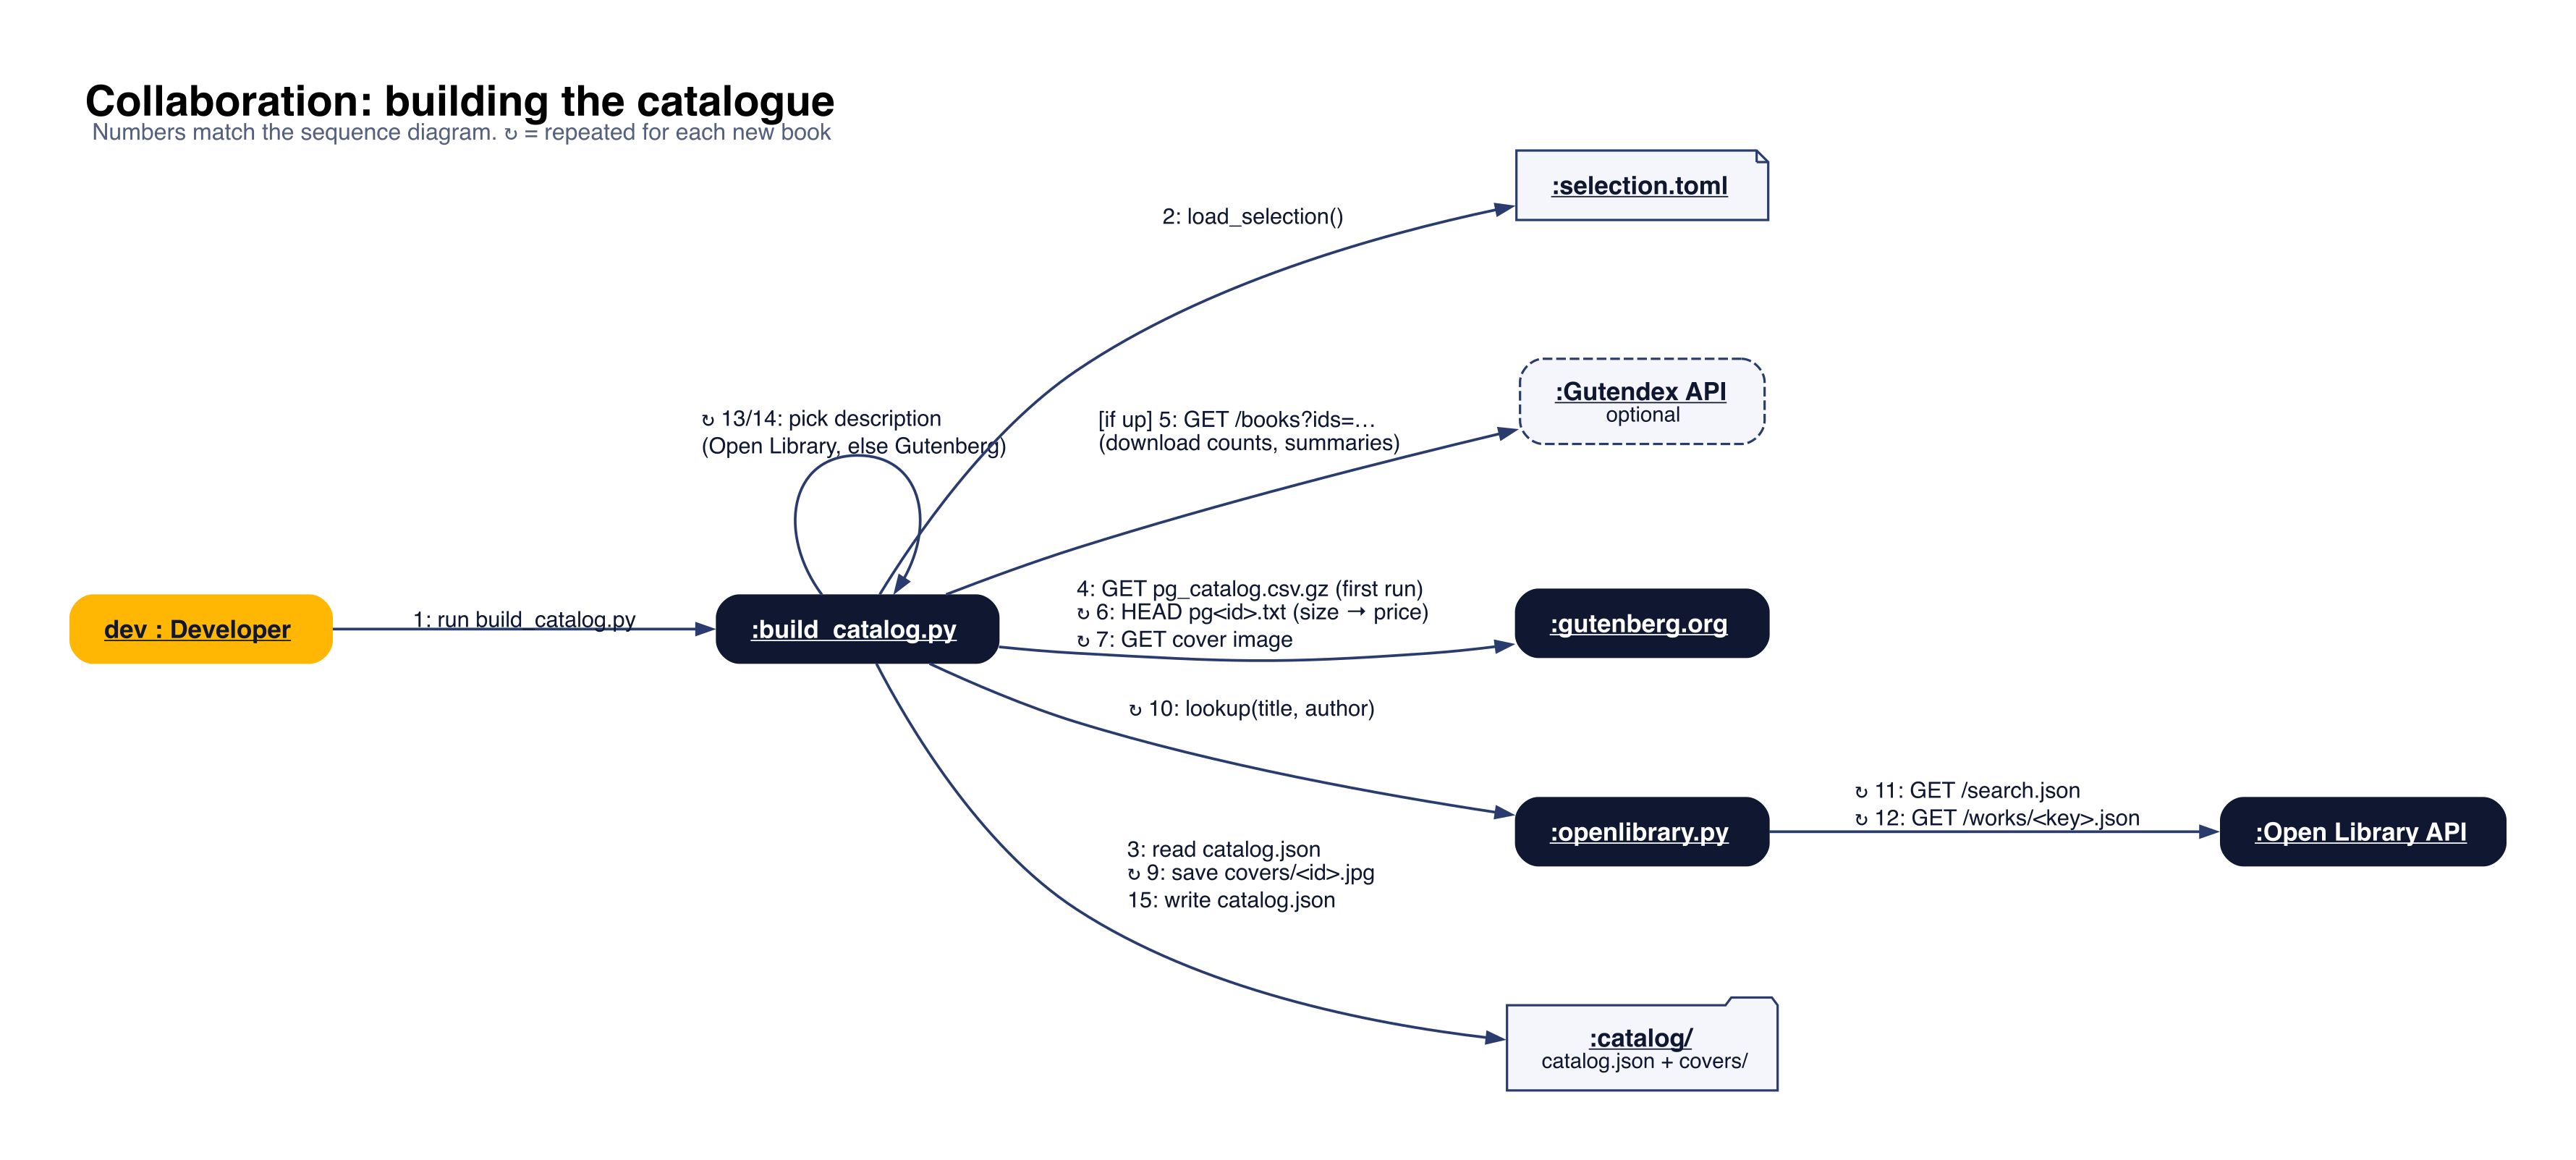 Collaboration: building the catalogue
Numbers match the sequence diagram. ↻ = repeated for each new book
:selection.toml
2: load_selection()
:Gutendex API
optional
↻ 13/14: pick description
(Open Library, else Gutenberg)
[if up] 5: GET /books?ids=…
(download counts, summaries)
4: GET pg_catalog.csv.gz (first run)
↻ 6: HEAD pg<id>.txt (size → price)
↻ 7: GET cover image
dev : Developer
1: run build_catalog.py
:build_catalog.py
:gutenberg.org
↻ 10: lookup(title, author)
:openlibrary.py
↻ 11: GET /search.json
↻ 12: GET /works/<key>.json
:Open Library API
3: read catalog.json
↻ 9: save covers/<id>.jpg
15: write catalog.json
:catalog/
catalog.json + covers/